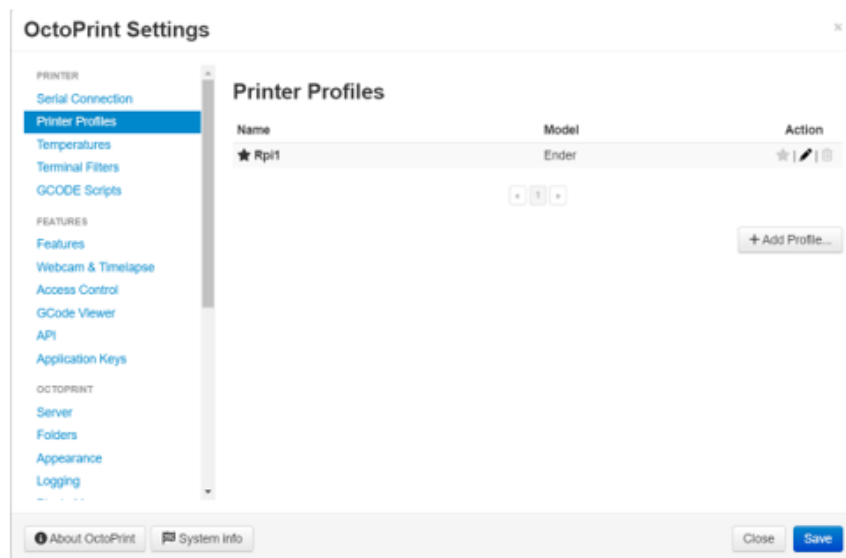 OctoPrint Settings
×
PRINTER
Serial Connection
Printer Profiles
Temperatures
Terminal Filters
GCODE Scripts
FEATURES
Features
Webcam & Timelapse
Access Control
GCode Viewer
API
Application Keys
OCTOPRINT
Server
Folders
Appearance
Logging
Printer Profiles
Name Model Action
Rpi1 Ender | |
« 1 »
+ Add Profile...
About OctoPrint System info Close Save